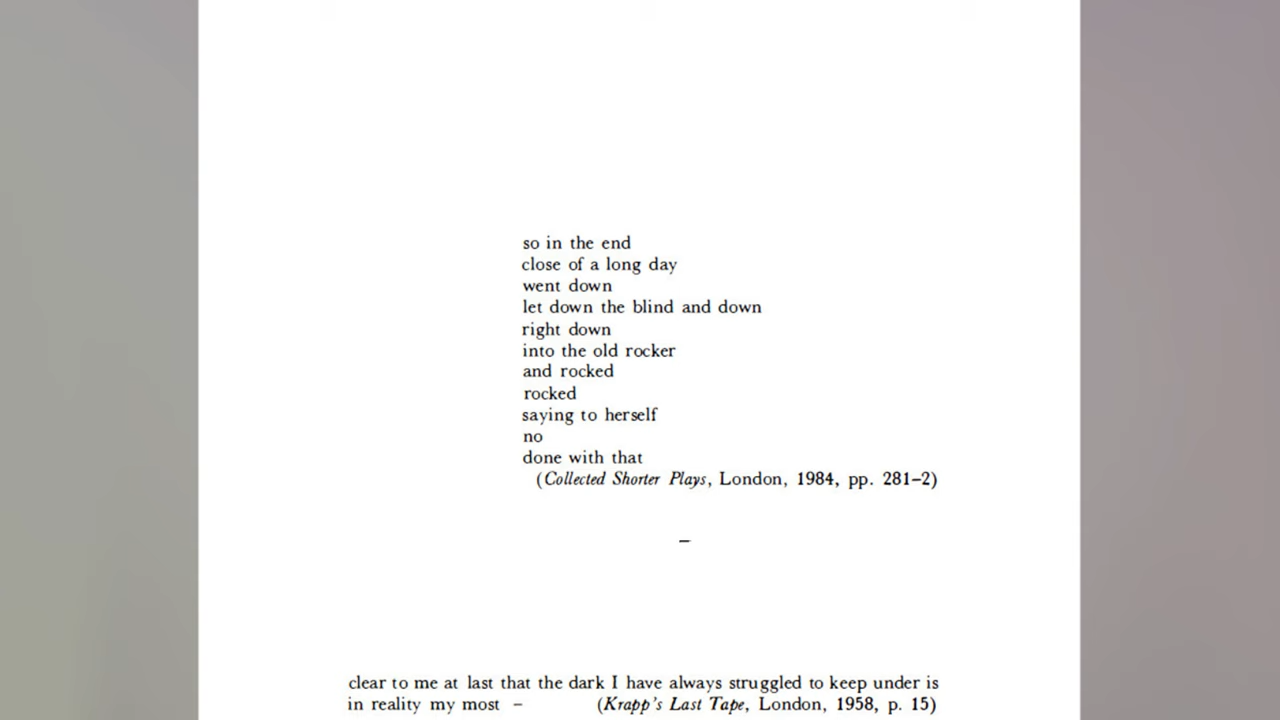 so in the end
close of a long day
went down
let down the blind and down
right down
into the old rocker
and rocked
rocked
saying to herself
no
done with that
(Collected Shorter Plays, London, 1984, pp. 281–2)
–
clear to me at last that the dark I have always struggled to keep under is
in reality my most – (Krapp's Last Tape, London, 1958, p. 15)